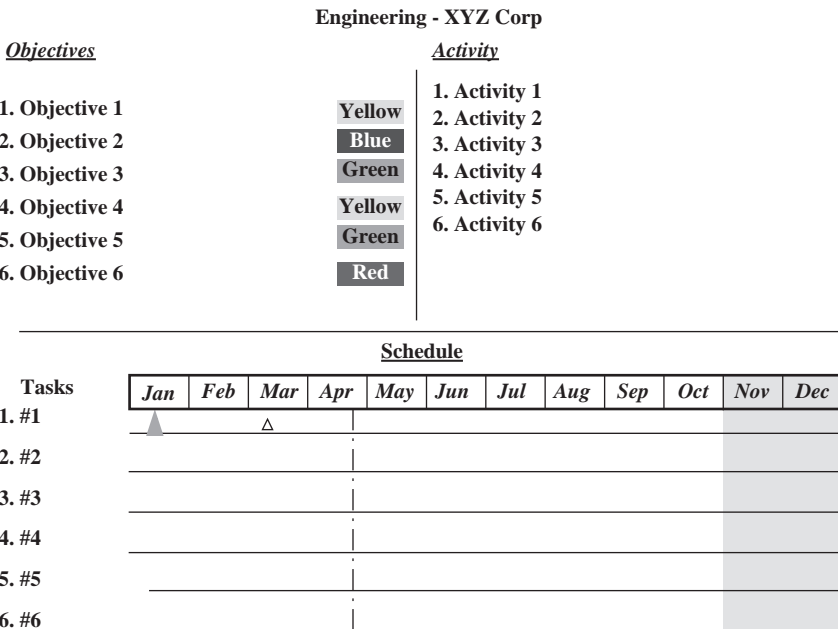 Engineering - XYZ Corp
Objectives
1. Objective 1 Yellow
2. Objective 2 Blue
3. Objective 3 Green
4. Objective 4 Yellow
5. Objective 5 Green
6. Objective 6 Red
Activity
1. Activity 1
2. Activity 2
3. Activity 3
4. Activity 4
5. Activity 5
6. Activity 6
Schedule
Tasks Jan Feb Mar Apr May Jun Jul Aug Sep Oct Nov Dec
1. #1
2. #2
3. #3
4. #4
5. #5
6. #6